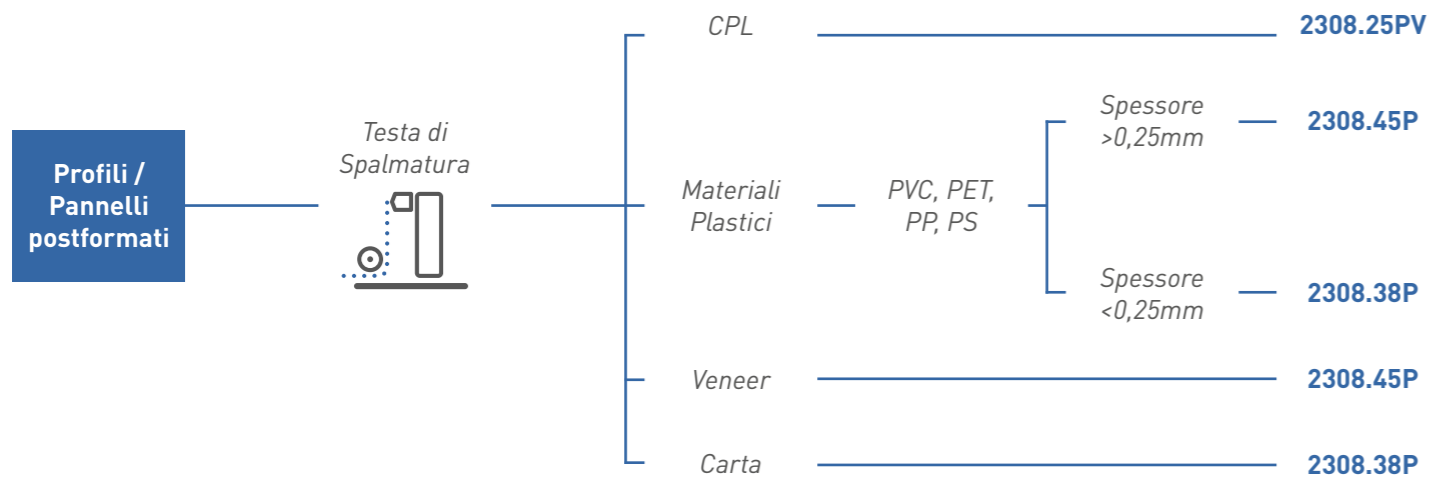 Profili /
Pannelli
postformati
Testa di
Spalmatura
CPL
2308.25PV
Materiali
Plastici
PVC, PET,
PP, PS
Spessore
>0,25mm
2308.45P
Spessore
<0,25mm
2308.38P
Veneer
2308.45P
Carta
2308.38P